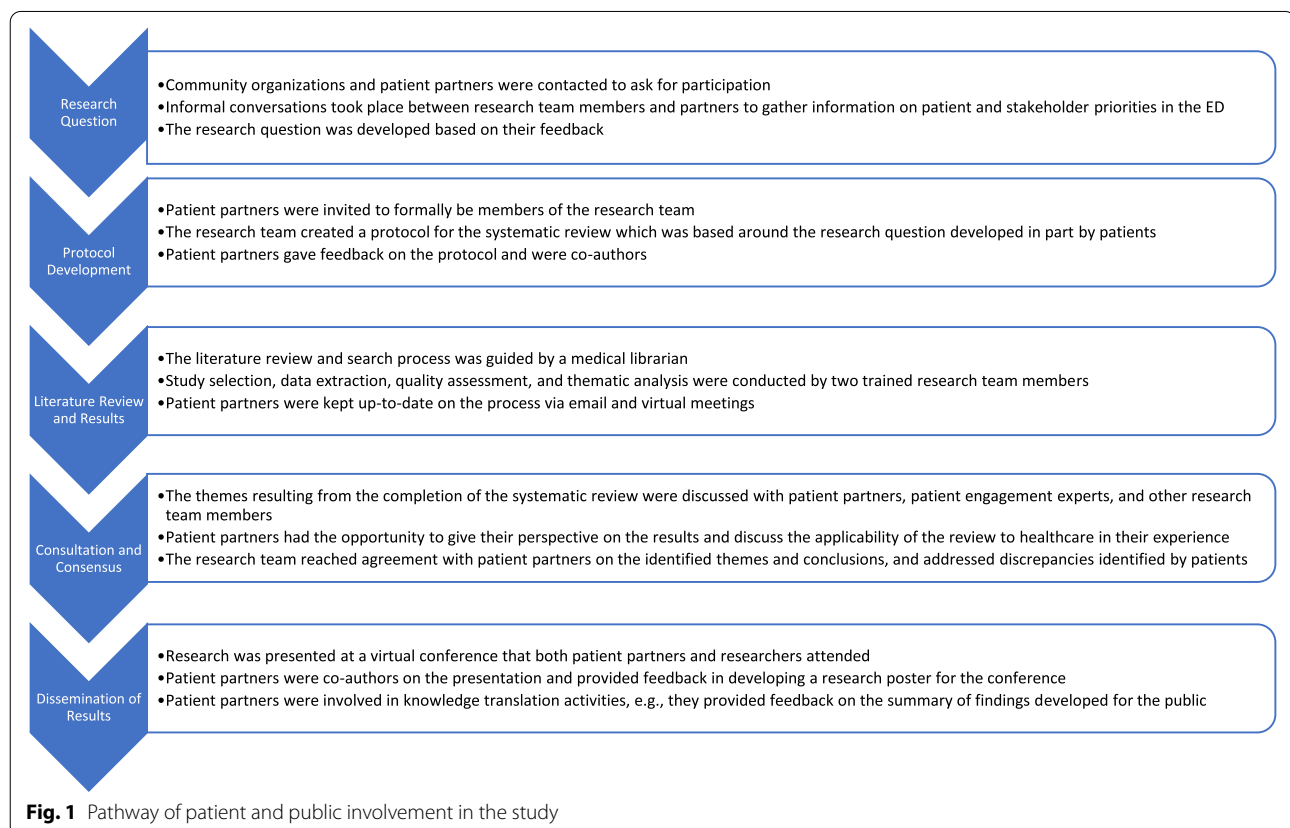 Research
Question
•Community organizations and patient partners were contacted to ask for participation
•Informal conversations took place between research team members and partners to gather information on patient and stakeholder priorities in the ED
•The research question was developed based on their feedback
Protocol
Development
•Patient partners were invited to formally be members of the research team
•The research team created a protocol for the systematic review which was based around the research question developed in part by patients
•Patient partners gave feedback on the protocol and were co-authors
Literature Review
and Results
•The literature review and search process was guided by a medical librarian
•Study selection, data extraction, quality assessment, and thematic analysis were conducted by two trained research team members
•Patient partners were kept up-to-date on the process via email and virtual meetings
Consultation and
Consensus
•The themes resulting from the completion of the systematic review were discussed with patient partners, patient engagement experts, and other research
team members
•Patient partners had the opportunity to give their perspective on the results and discuss the applicability of the review to healthcare in their experience
•The research team reached agreement with patient partners on the identified themes and conclusions, and addressed discrepancies identified by patients
Dissemination of
Results
•Research was presented at a virtual conference that both patient partners and researchers attended
•Patient partners were co-authors on the presentation and provided feedback in developing a research poster for the conference
•Patient partners were involved in knowledge translation activities, e.g., they provided feedback on the summary of findings developed for the public
Fig. 1 Pathway of patient and public involvement in the study